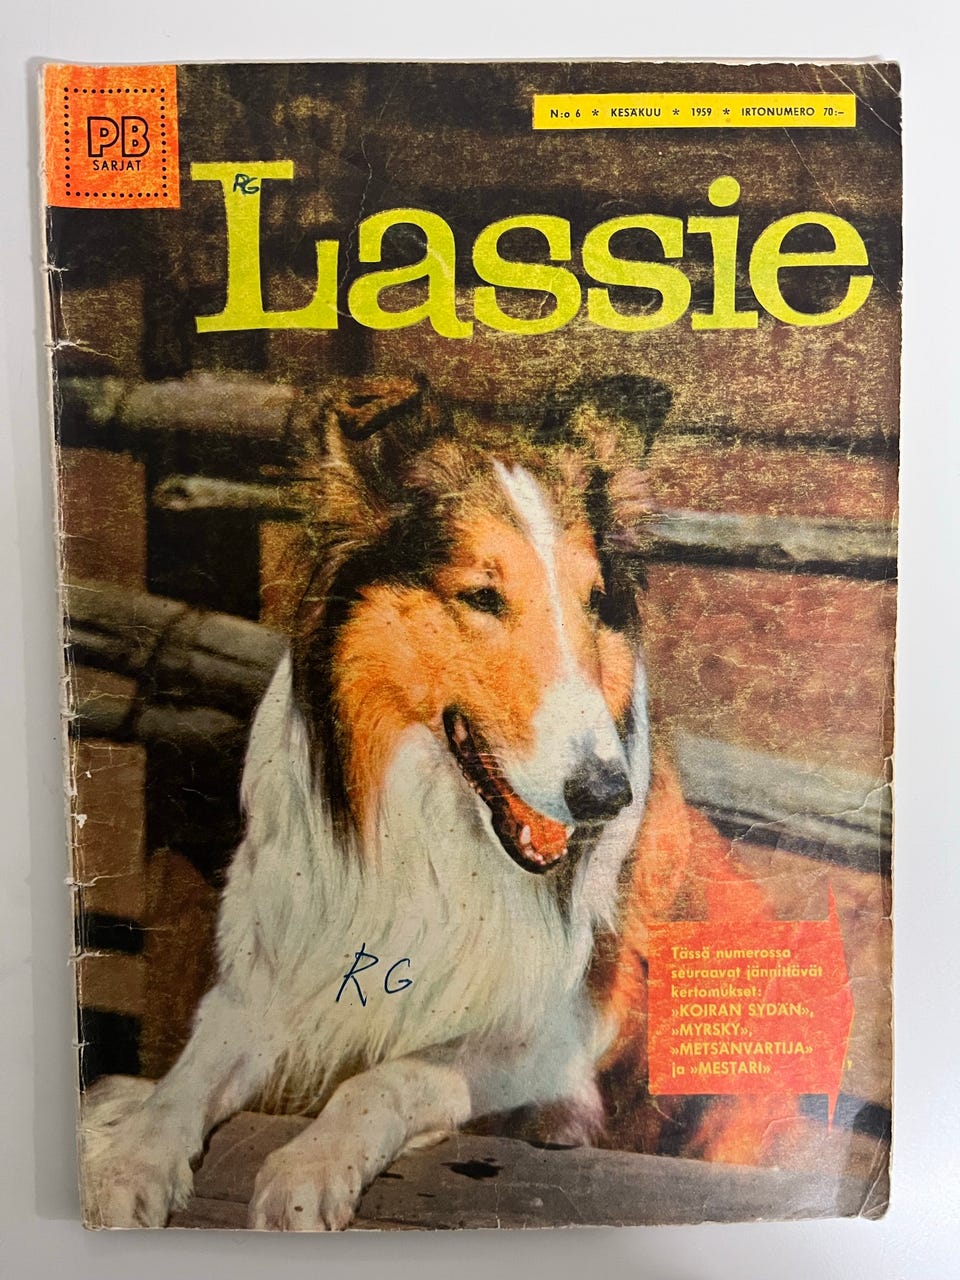 PB
SARJAT
N:o 6 * KESÄKUU * 1959 * IRTONUMERO 70:–
RG
Lassie
RG
Tässä numerossa
seuraavat jännittävät
kertomukset:
»KOIRAN SYDÄN»,
»MYRSKY»,
»METSÄNVARTIJA»
ja »MESTARI»